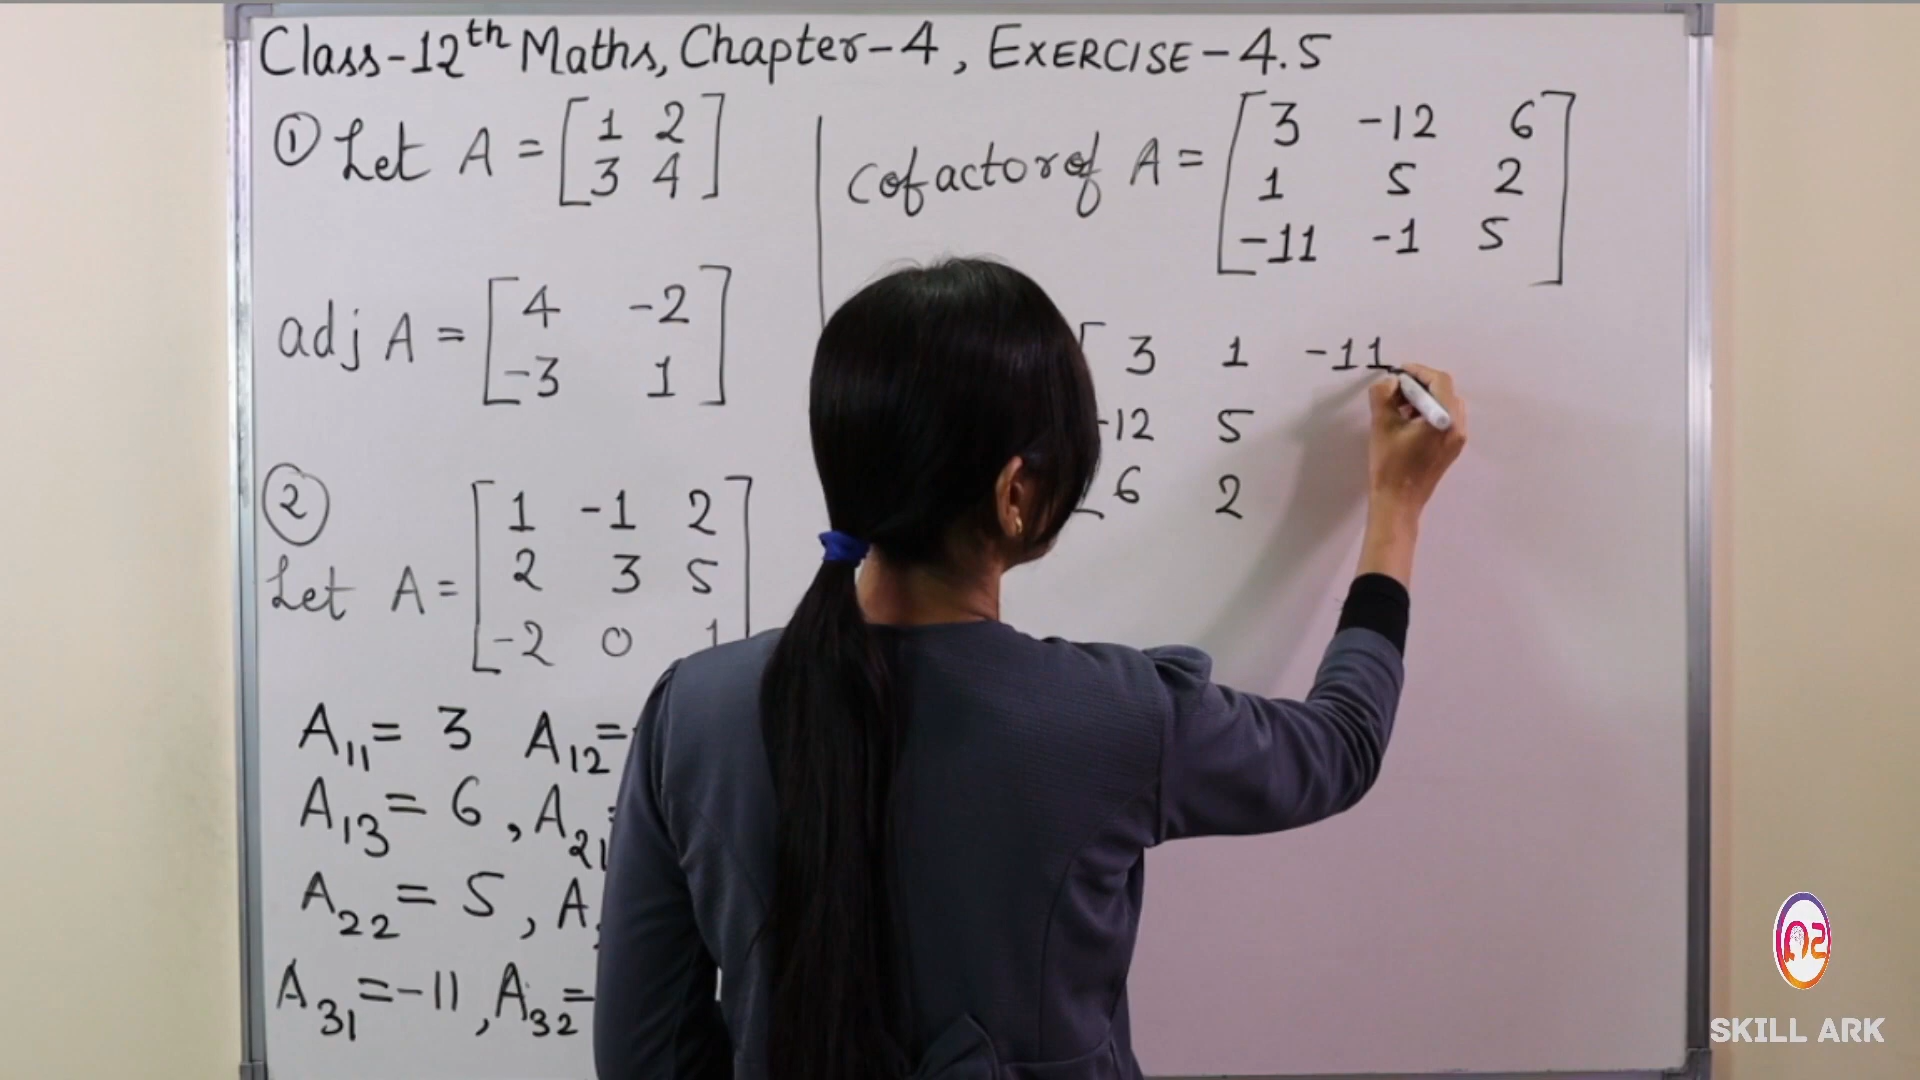 Class-12th Maths, Chapter-4, EXERCISE-4.5
① Let A = [1 2
3 4]
adj A = [4 -2
-3 1]
②
Let A = [1 -1 2
2 3 5
-2 0 1
A11 = 3 A12 =
A13 = 6, A21 =
A22 = 5, A
A31 = -11, A32 =
Cofactor of A = [3 -12 6
1 5 2
-11 -1 5]
[3 1 -11
-12 5
6 2
SKILL ARK